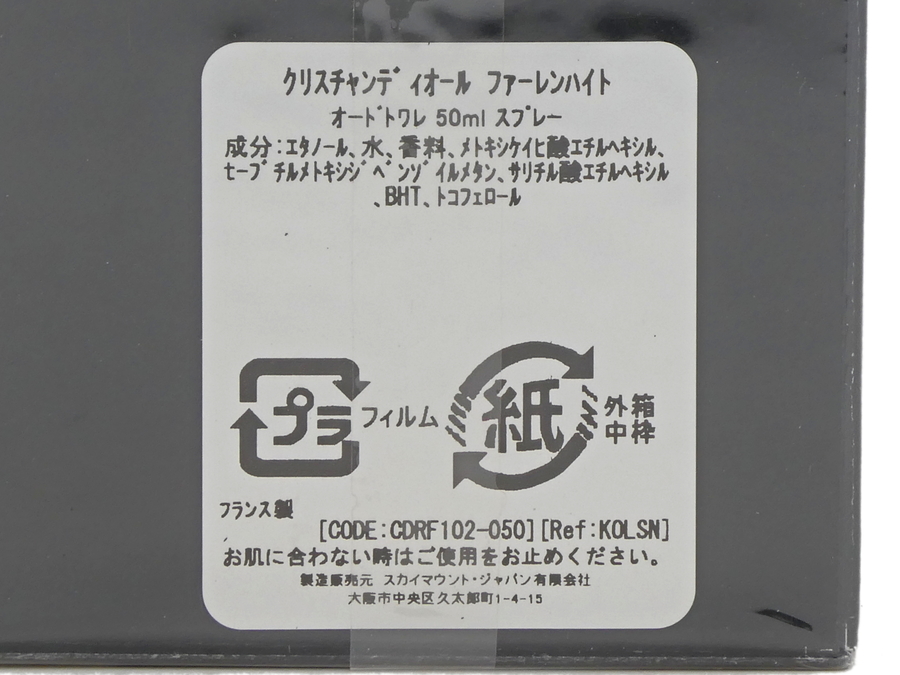 クリスチャンディオール ファーレンハイト
オードトワレ 50ml スプレー
成分:エタノール、水、香料、メトキシケイヒ酸エチルヘキシル、
セーブチルメトキシジベンゾイルメタン、サリチル酸エチルヘキシル
、BHT、トコフェロール
プラ フィルム
紙 外箱
中枠
フランス製
[CODE:CDRF102-050][Ref:KOLSN]
お肌に合わない時はご使用をお止めください。
製造販売元 スカイマウント・ジャパン有限会社
大阪市中央区久太郎町1-4-15